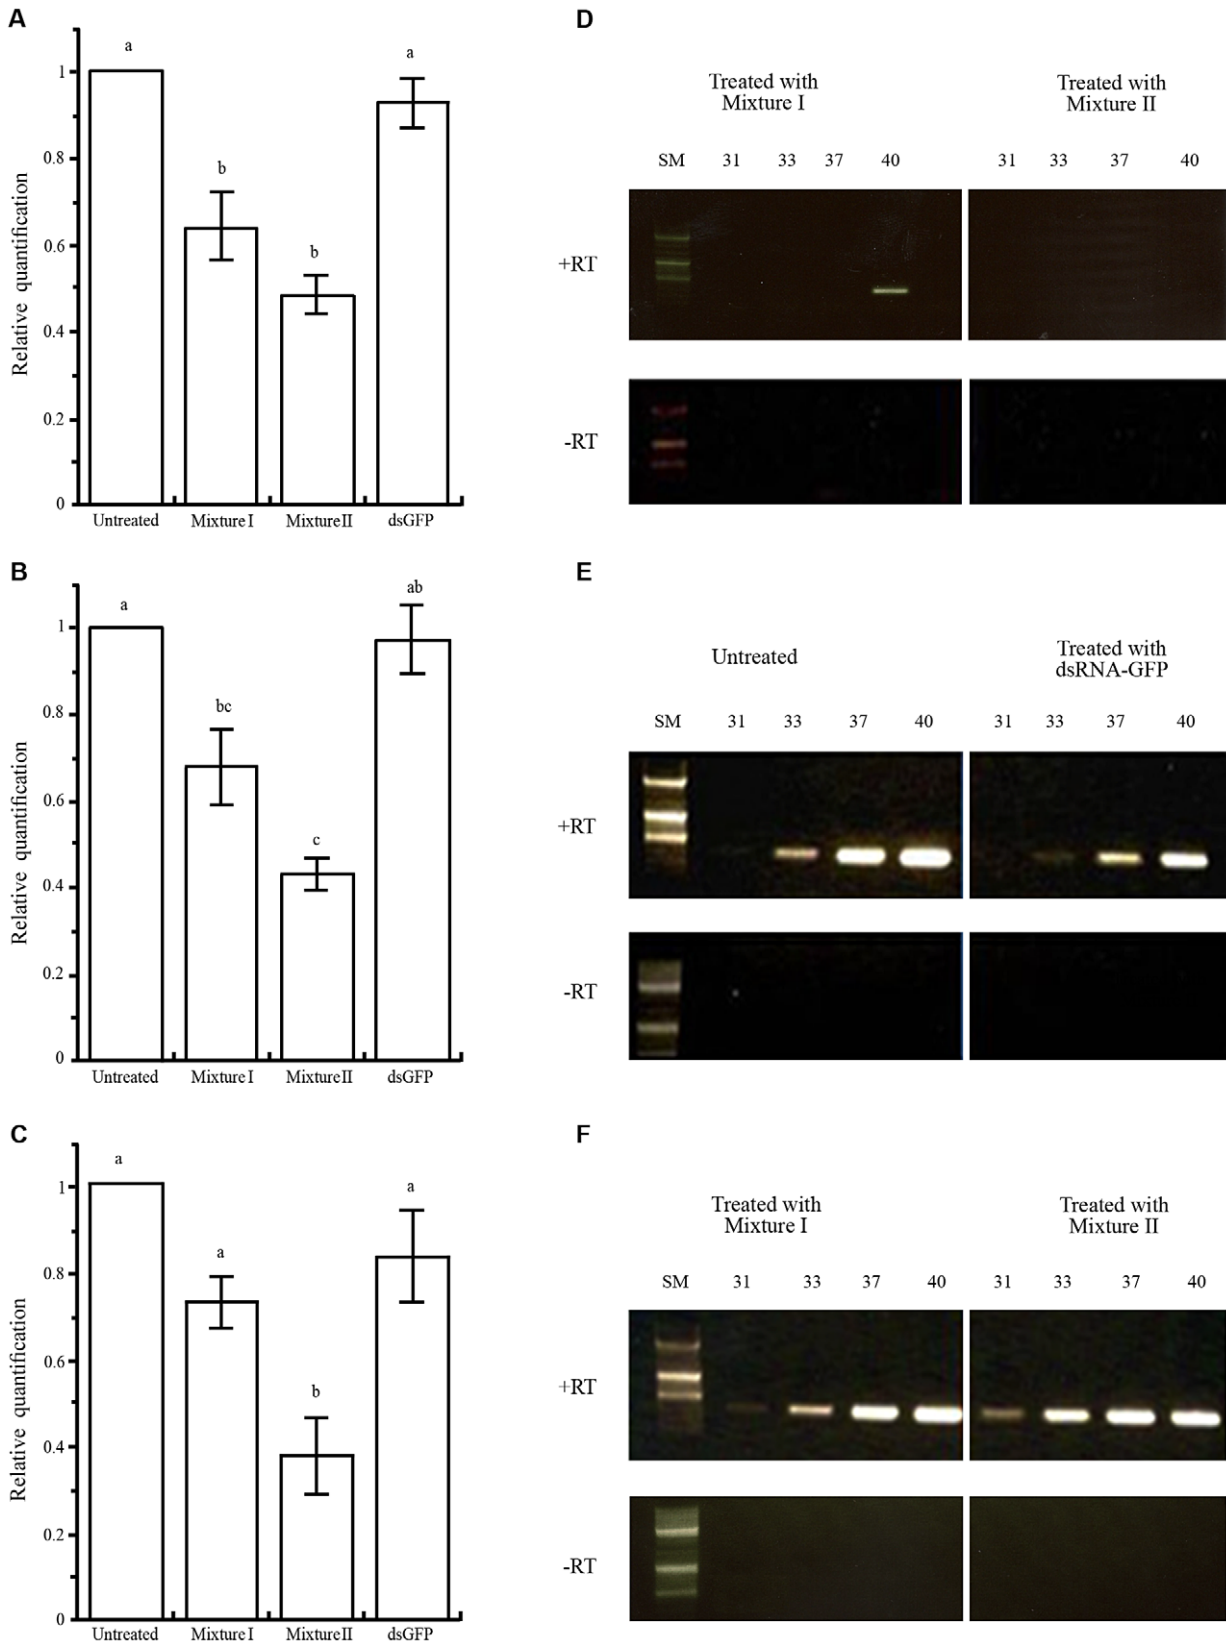 A
Relative quantification
1
0.8
0.6
0.4
0.2
0
a
b
b
a
Untreated
Mixture I
Mixture II
dsGFP
B
Relative quantification
1
0.8
0.6
0.4
0.2
0
a
bc
c
ab
Untreated
Mixture I
Mixture II
dsGFP
C
Relative quantification
1
0.8
0.6
0.4
0.2
0
a
a
b
a
Untreated
Mixture I
Mixture II
dsGFP
D
Treated with
Mixture I
Treated with
Mixture II
SM 31 33 37 40 31 33 37 40
+RT
-RT
E
Untreated
Treated with
dsRNA-GFP
SM 31 33 37 40 31 33 37 40
+RT
-RT
F
Treated with
Mixture I
Treated with
Mixture II
SM 31 33 37 40 31 33 37 40
+RT
-RT